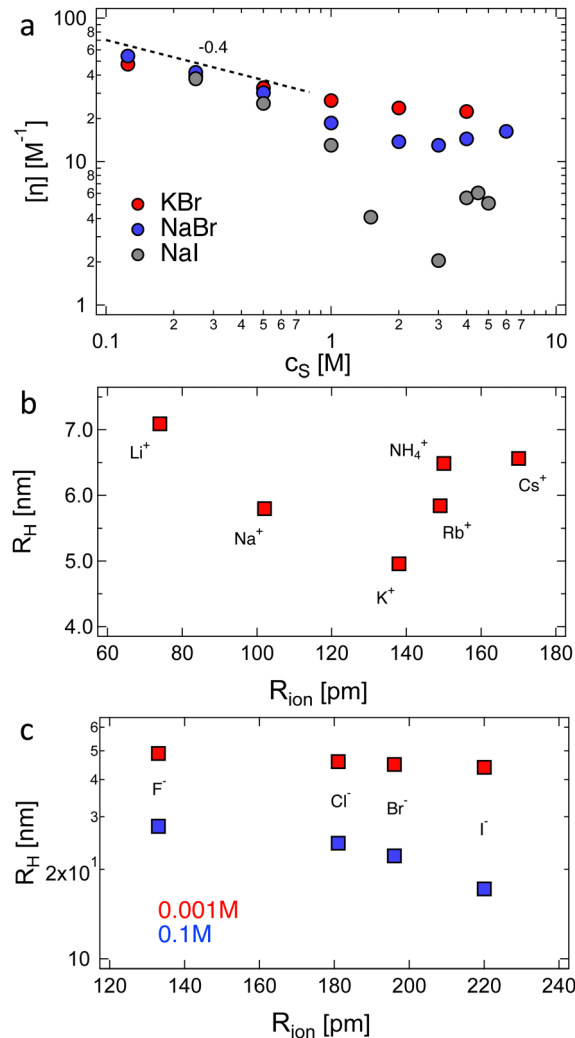 a
100
8
6
4
2
10
8
6
4
2
1
-0.4
KBr
NaBr
NaI
[η] [M⁻¹]
0.1 2 3 4 5 6 7 1 2 3 4 5 6 7 10
c_S [M]
b
7.0
6.0
5.0
4.0
R_H [nm]
Li⁺
Na⁺
NH₄⁺
Cs⁺
Rb⁺
K⁺
60 80 100 120 140 160 180
R_ion [pm]
c
6
5
4
3
2x10¹
10
R_H [nm]
F⁻
Cl⁻
Br⁻
I⁻
0.001M
0.1M
120 140 160 180 200 220 240
R_ion [pm]